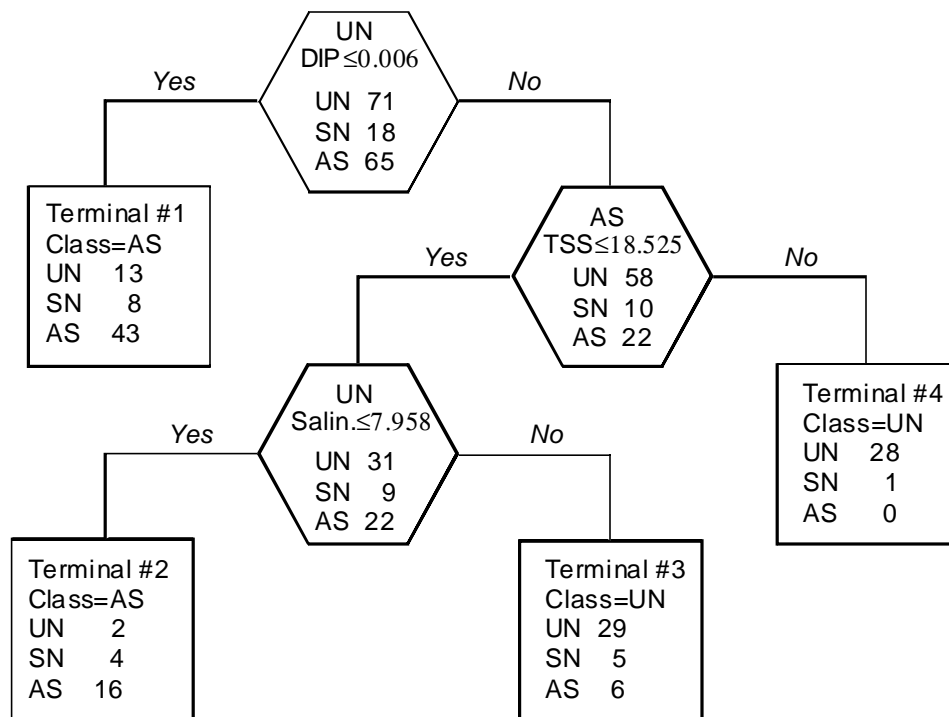 UN
DIP≤0.006
Yes
No
UN 71
SN 18
AS 65
Terminal #1
Class=AS
UN 13
SN 8
AS 43
AS
TSS≤18.525
Yes
No
UN 58
SN 10
AS 22
UN
Salin.≤7.958
Yes
No
UN 31
SN 9
AS 22
Terminal #4
Class=UN
UN 28
SN 1
AS 0
Terminal #2
Class=AS
UN 2
SN 4
AS 16
Terminal #3
Class=UN
UN 29
SN 5
AS 6